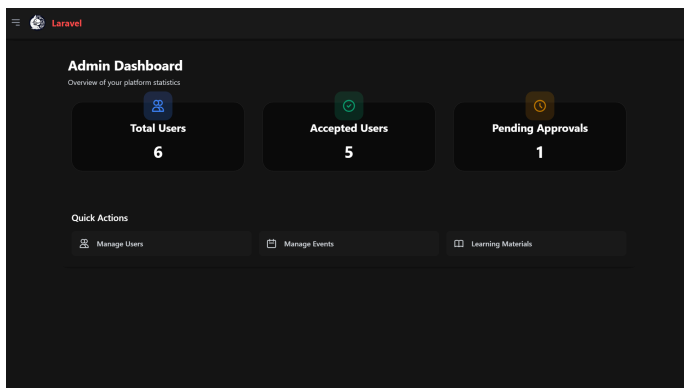 Laravel
Admin Dashboard
Overview of your platform statistics
Total Users
6
Accepted Users
5
Pending Approvals
1
Quick Actions
Manage Users
Manage Events
Learning Materials